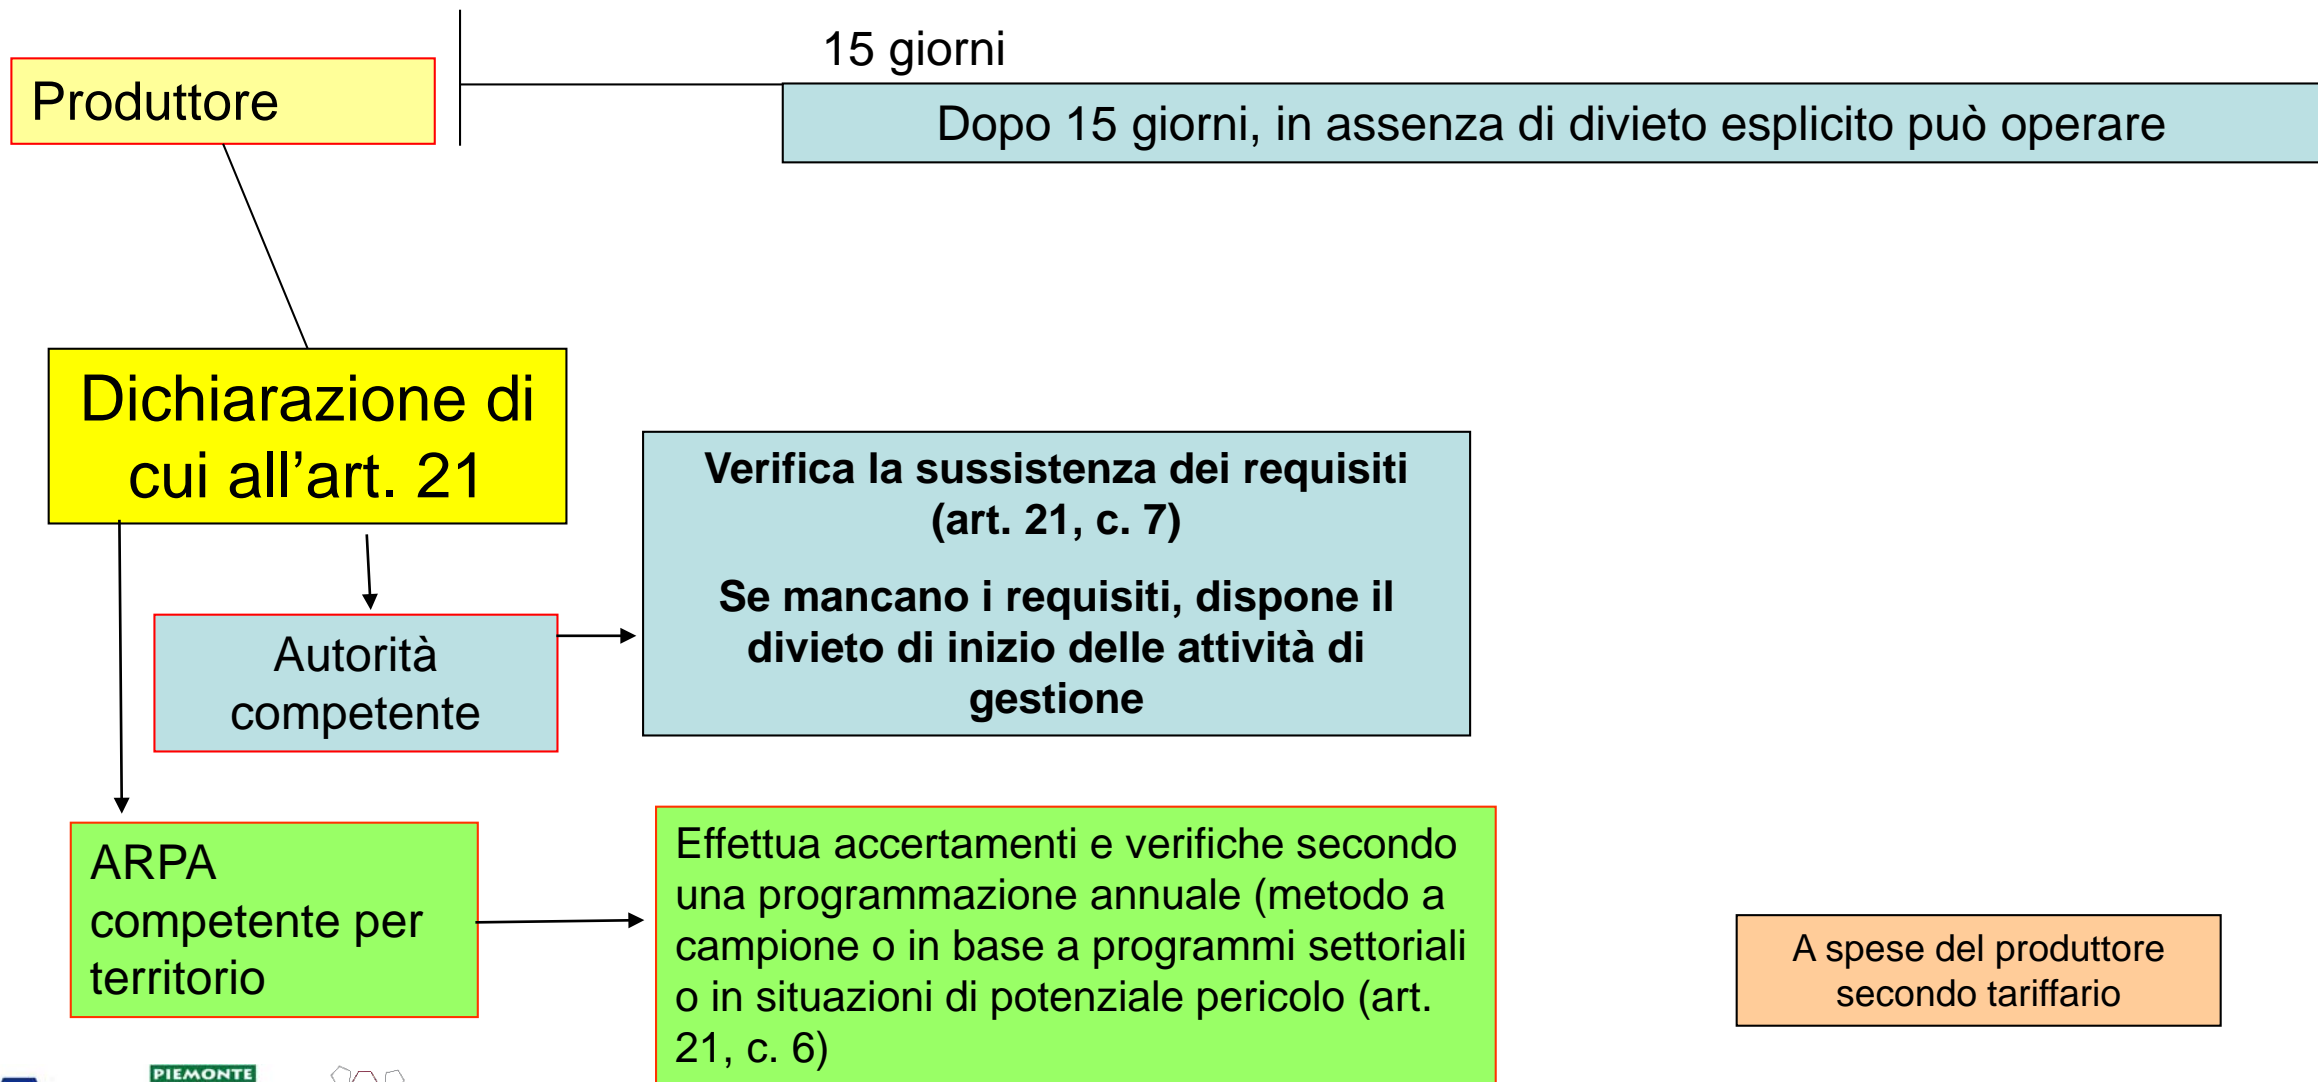 15 giorni
Produttore
Dopo 15 giorni, in assenza di divieto esplicito può operare
Dichiarazione di
cui all’art. 21
Verifica la sussistenza dei requisiti
(art. 21, c. 7)
Se mancano i requisiti, dispone il
divieto di inizio delle attività di
gestione
Autorità
competente
ARPA
competente per
territorio
Effettua accertamenti e verifiche secondo
una programmazione annuale (metodo a
campione o in base a programmi settoriali
o in situazioni di potenziale pericolo (art.
21, c. 6)
A spese del produttore
secondo tariffario
PIEMONTE